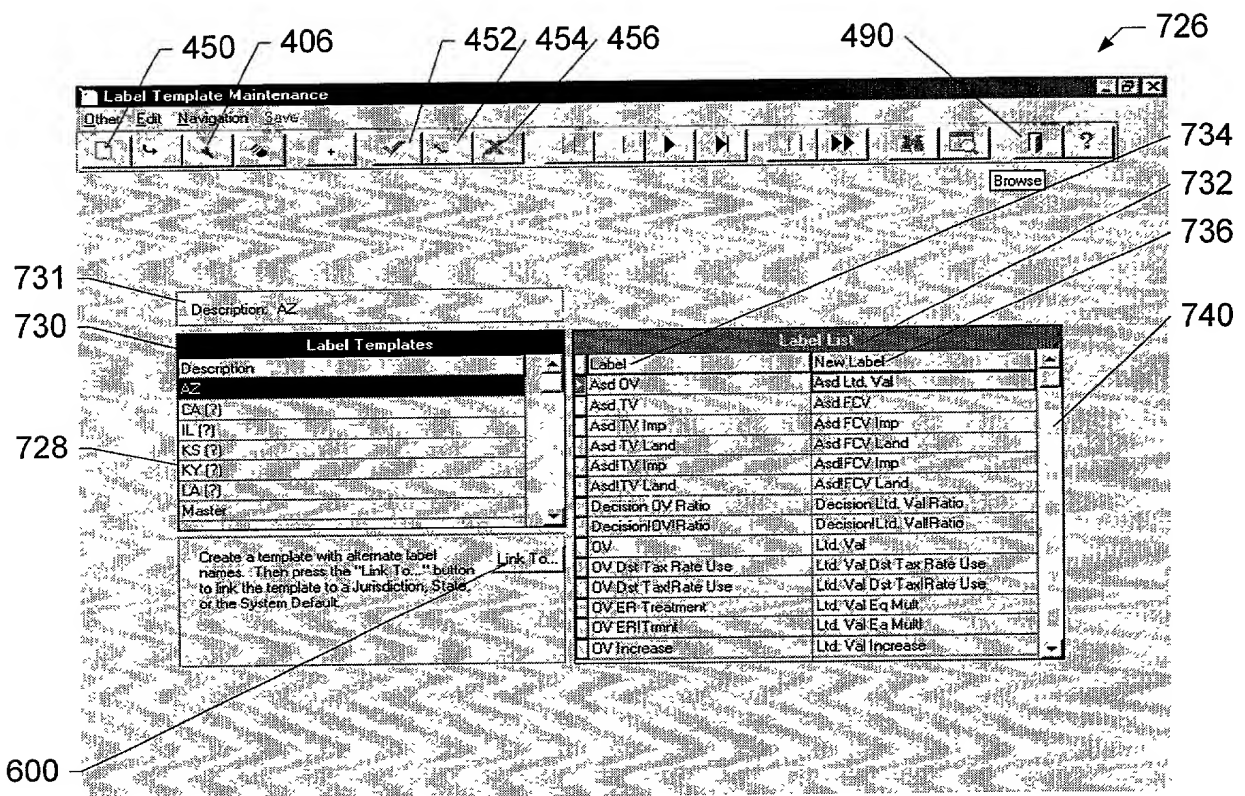 450 406 452 454 456 490 726
Label Template Maintenance
Other Edit Navigation Save
?
Browse
734
732
736
740
731
Description: AZ
730
Label Templates
Description
AZ
CA (?)
IL (?)
KS (?)
KY (?)
LA (?)
Master
728
Label List
Label New Label
Asd OV Asd Ltd. Val
Asd TV Asd FCV
Asd TV Imp Asd FCV Imp
Asd TV Land Asd FCV Land
Asd!TV Imp Asd!FCV Imp
Asd!TV Land Asd!FCV Land
Decision OV Ratio Decision Ltd. Val Ratio
Decision!OV!Ratio Decision!Ltd. Val!Ratio
OV Ltd. Val
OV Dst Tax Rate Use Ltd. Val Dst Tax Rate Use
OV Dst Tax!Rate Use Ltd. Val Dst Tax!Rate Use
OV ER Treatment Ltd. Val Eq Mult
OV ER!Trmnt Ltd. Val Eq Mult!
OV Increase Ltd. Val Increase
Create a template with alternate label
names. Then press the "Link To..." button
to link the template to a Jurisdiction, State,
or the System Default.
Link To...
600